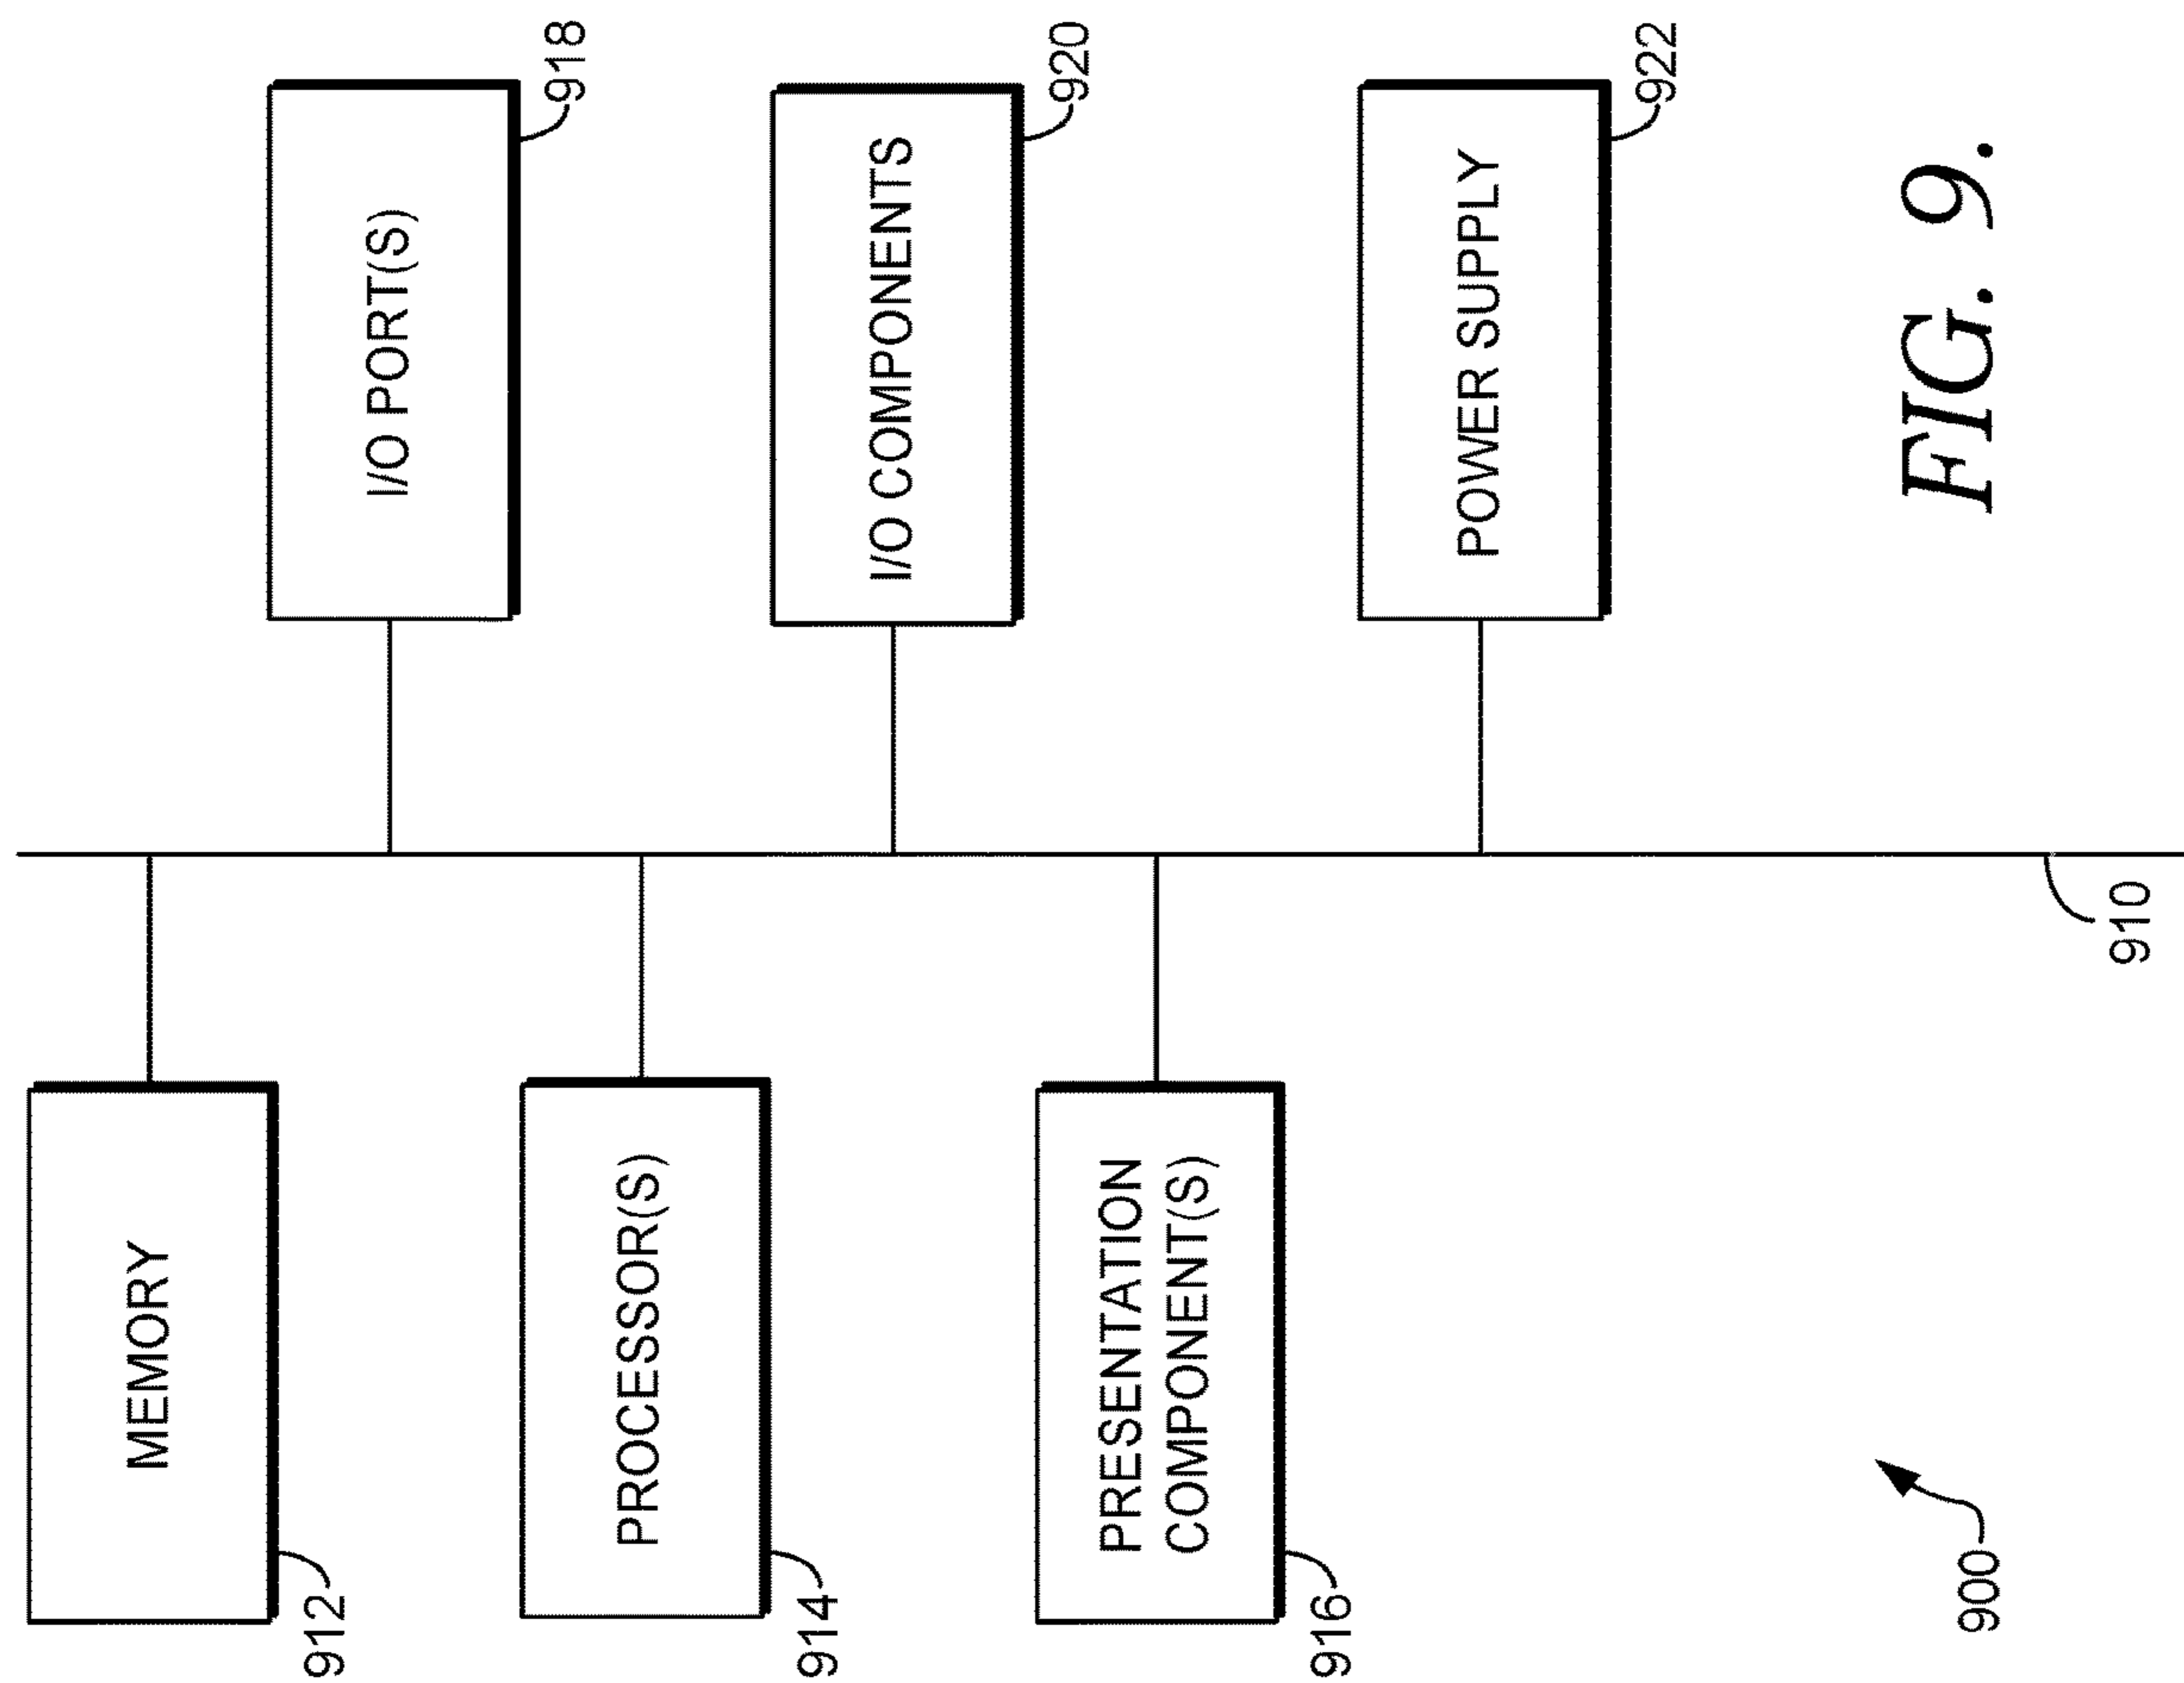 MEMORY
912
PROCESSOR(S)
914
PRESENTATION
COMPONENT(S)
916
900
910
I/O PORT(S)
918
I/O COMPONENTS
920
POWER SUPPLY
922
FIG. 9.